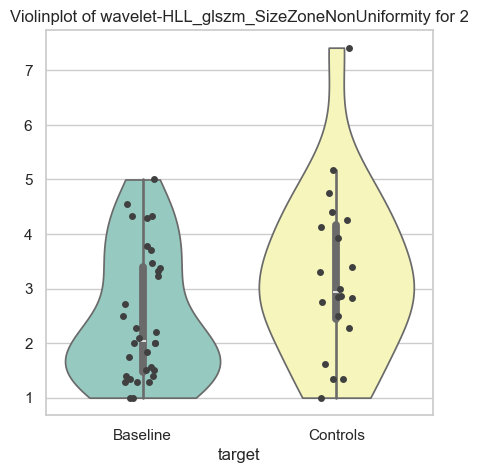 Violinplot of wavelet-HLL_glszm_SizeZoneNonUniformity for 2
7
6
5
4
3
2
1
Baseline Controls
target